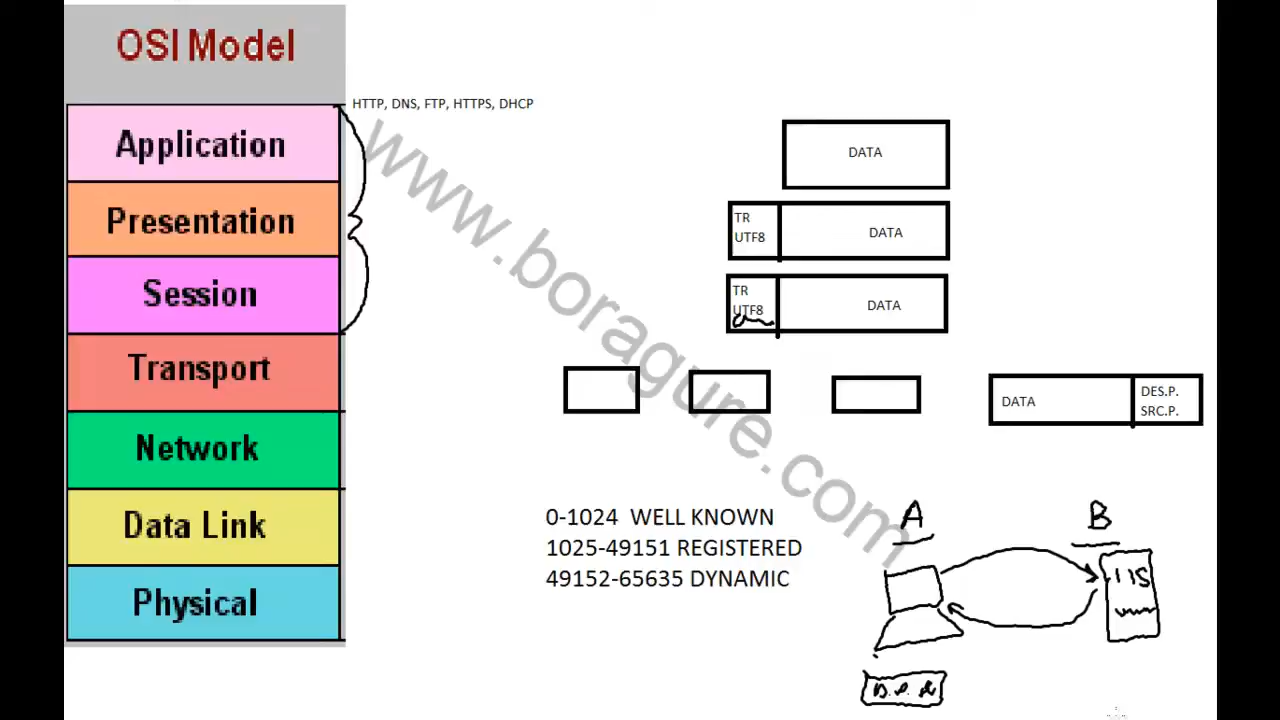 OSI Model
HTTP, DNS, FTP, HTTPS, DHCP
Application
Presentation
Session
Transport
Network
Data Link
Physical
DATA
TR
UTF8
DATA
TR
UTF8
DATA
DATA
DES.P.
SRC.P.
0-1024 WELL KNOWN
1025-49151 REGISTERED
49152-65635 DYNAMIC
A
B
IIS
www.boragure.com